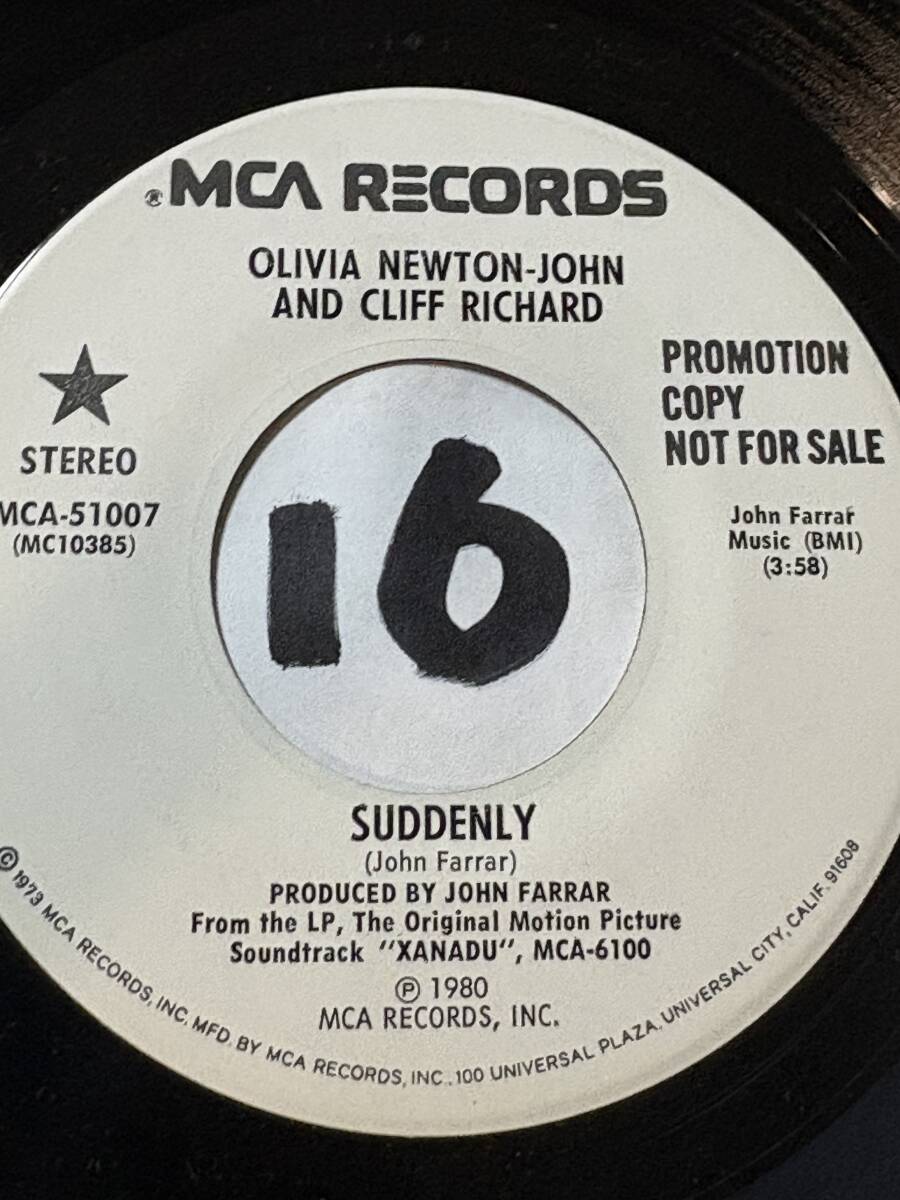 ® MCA RECORDS
OLIVIA NEWTON-JOHN
AND CLIFF RICHARD
STEREO
MCA-51007
(MC10385)
PROMOTION
COPY
NOT FOR SALE
John Farrar
Music (BMI)
(3:58)
16
SUDDENLY
(John Farrar)
PRODUCED BY JOHN FARRAR
From the LP, The Original Motion Picture
Soundtrack "XANADU", MCA-6100
℗ 1980
MCA RECORDS, INC.
© 1973 MCA RECORDS, INC. MFD. BY MCA RECORDS, INC., 100 UNIVERSAL PLAZA, UNIVERSAL CITY, CALIF. 91608